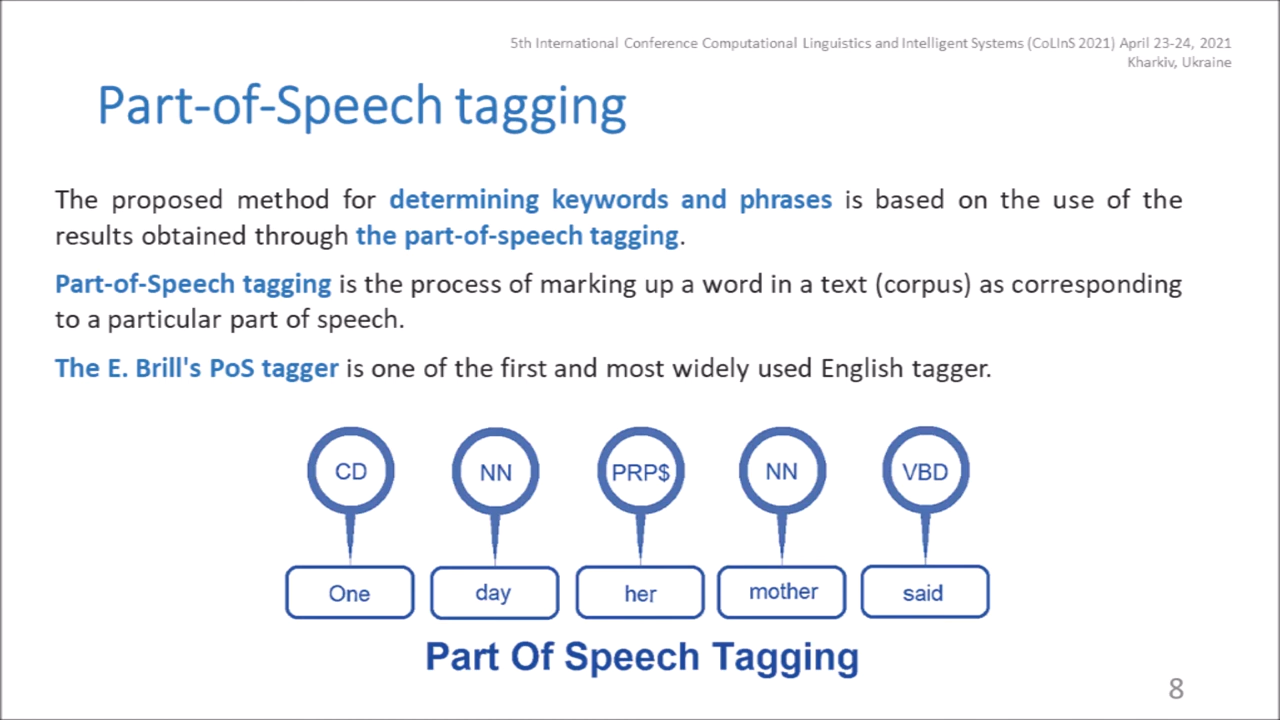 5th International Conference Computational Linguistics and Intelligent Systems (CoLInS 2021) April 23-24, 2021
Kharkiv, Ukraine
Part-of-Speech tagging
The proposed method for determining keywords and phrases is based on the use of the
results obtained through the part-of-speech tagging.
Part-of-Speech tagging is the process of marking up a word in a text (corpus) as corresponding
to a particular part of speech.
The E. Brill's PoS tagger is one of the first and most widely used English tagger.
CD NN PRP$ NN VBD
One day her mother said
Part Of Speech Tagging
8